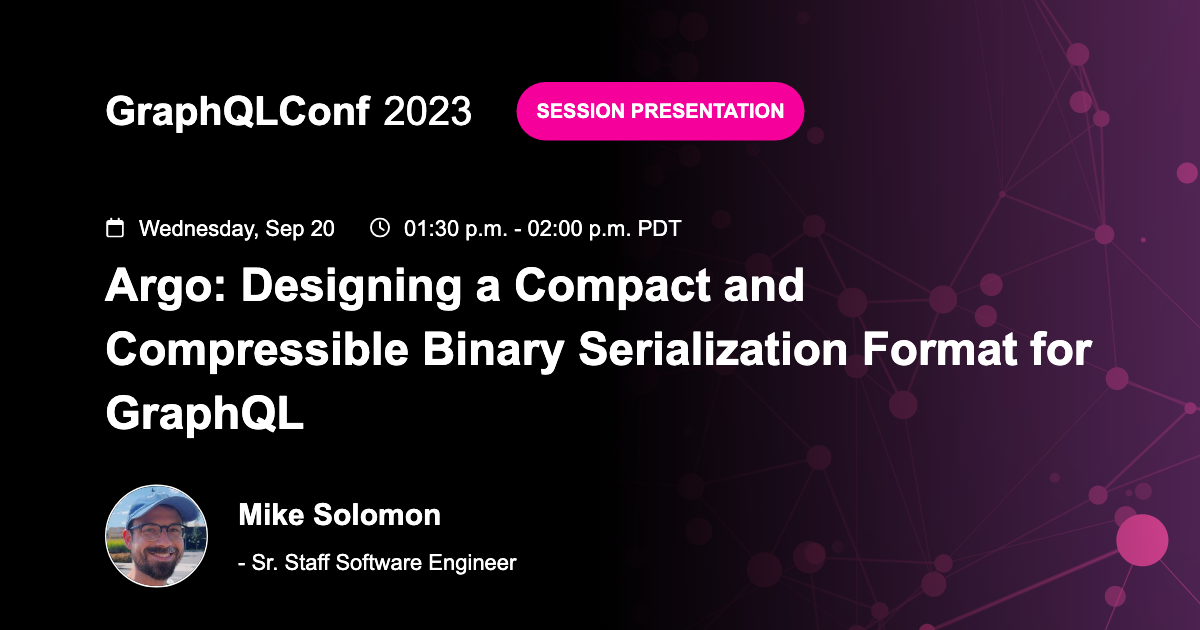 GraphQLConf 2023
SESSION PRESENTATION
Wednesday, Sep 20
01:30 p.m. - 02:00 p.m. PDT
Argo: Designing a Compact and
Compressible Binary Serialization Format for
GraphQL
Mike Solomon
- Sr. Staff Software Engineer